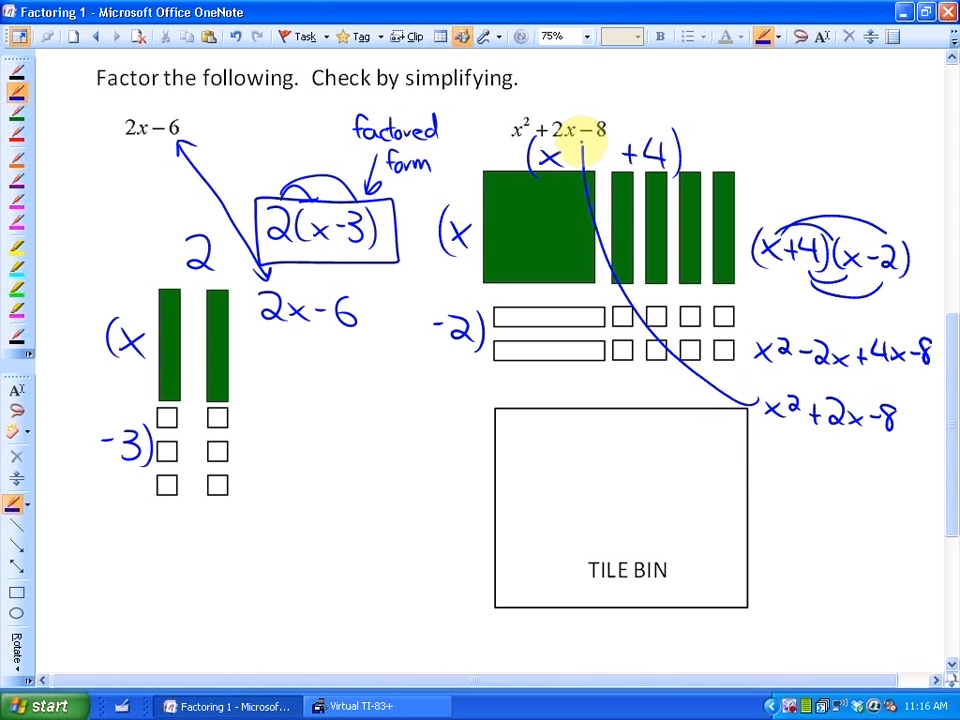 Factoring 1 - Microsoft Office OneNote
Task
Tag
Clip
75%
B
A
A
Factor the following. Check by simplifying.
2x – 6
factored
form
2(x-3)
2
(x
-3)
2x-6
x² + 2x – 8
(x +4)
(x
-2)
(x+4)(x-2)
x²-2x+4x-8
x²+2x-8
TILE BIN
A
Rotate
start
Factoring 1 - Microsof...
Virtual TI-83+
11:16 AM